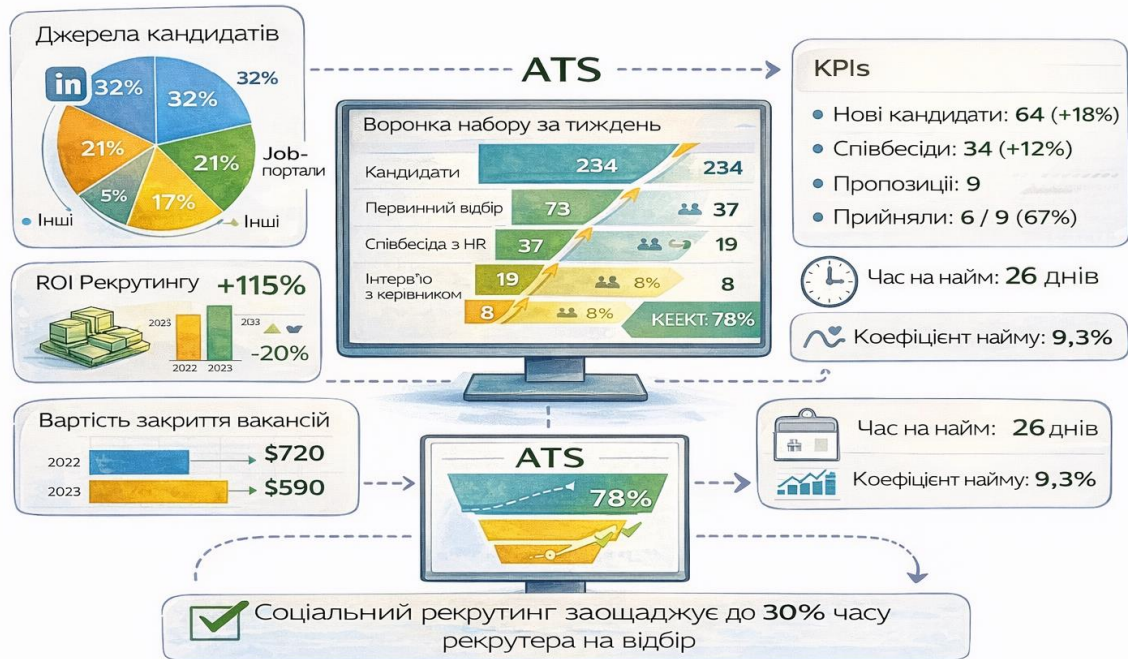 Джерела кандидатів
in
32%
32%
32%
21%
21%
Job-
портали
5%
17%
Інші
Інші
ROI Рекрутингу
+115%
2033
-20%
2022
2023
Вартість закриття вакансій
2022
$720
2023
$590
ATS
Воронка набору за тиждень
Кандидати
234
234
Первинний відбір
73
37
Співбесіда з HR
37
19
Інтерв'ю
з керівником
19
8%
8
8
8%
KEEKT: 78%
KPIs
Нові кандидати: 64 (+18%)
Співбесіди: 34 (+12%)
Пропозиції: 9
Прийняли: 6 / 9 (67%)
Час на найм: 26 днів
Коефіцієнт найму: 9,3%
ATS
78%
Час на найм: 26 днів
Коефіцієнт найму: 9,3%
Соціальний рекрутинг заощаджує до 30% часу
рекрутера на відбір